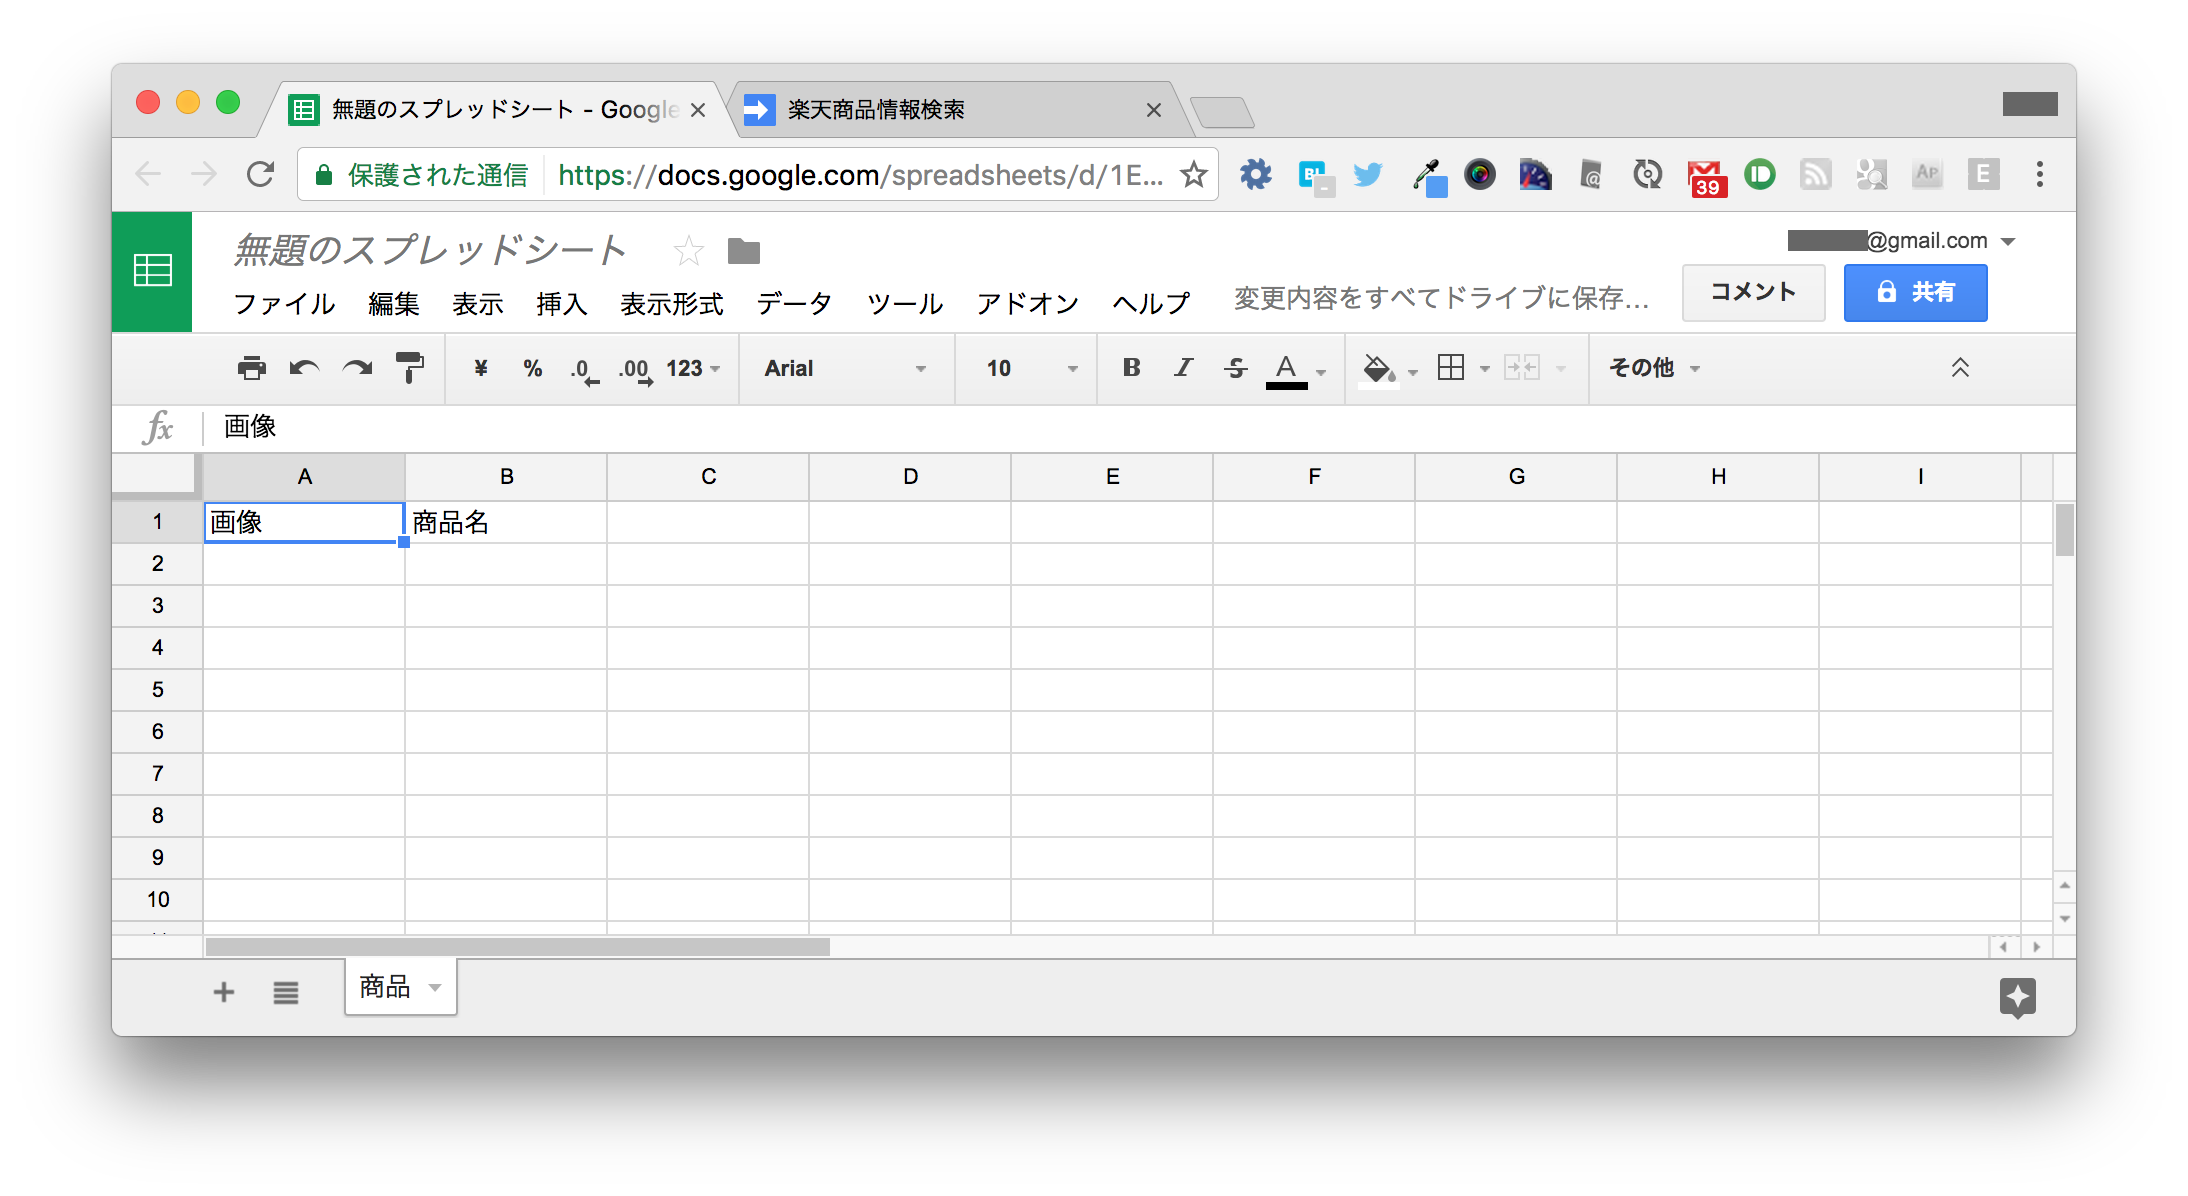 無題のスプレッドシート - Google
楽天商品情報検索
保護された通信 https://docs.google.com/spreadsheets/d/1E...
B! - @ 39 AP E
無題のスプレッドシート
@gmail.com
ファイル 編集 表示 挿入 表示形式 データ ツール アドオン ヘルプ 変更内容をすべてドライブに保存... コメント 共有
¥ % .0 .00 123 Arial 10 B I S A その他
fx 画像
A B C D E F G H I
1 画像 商品名
2
3
4
5
6
7
8
9
10
商品